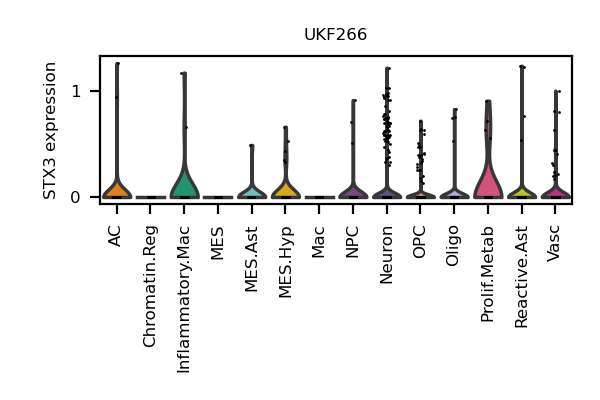 UKF266
STX3 expression
1
0
AC
Chromatin.Reg
Inflammatory.Mac
MES
MES.Ast
MES.Hyp
Mac
NPC
Neuron
OPC
Oligo
Prolif.Metab
Reactive.Ast
Vasc